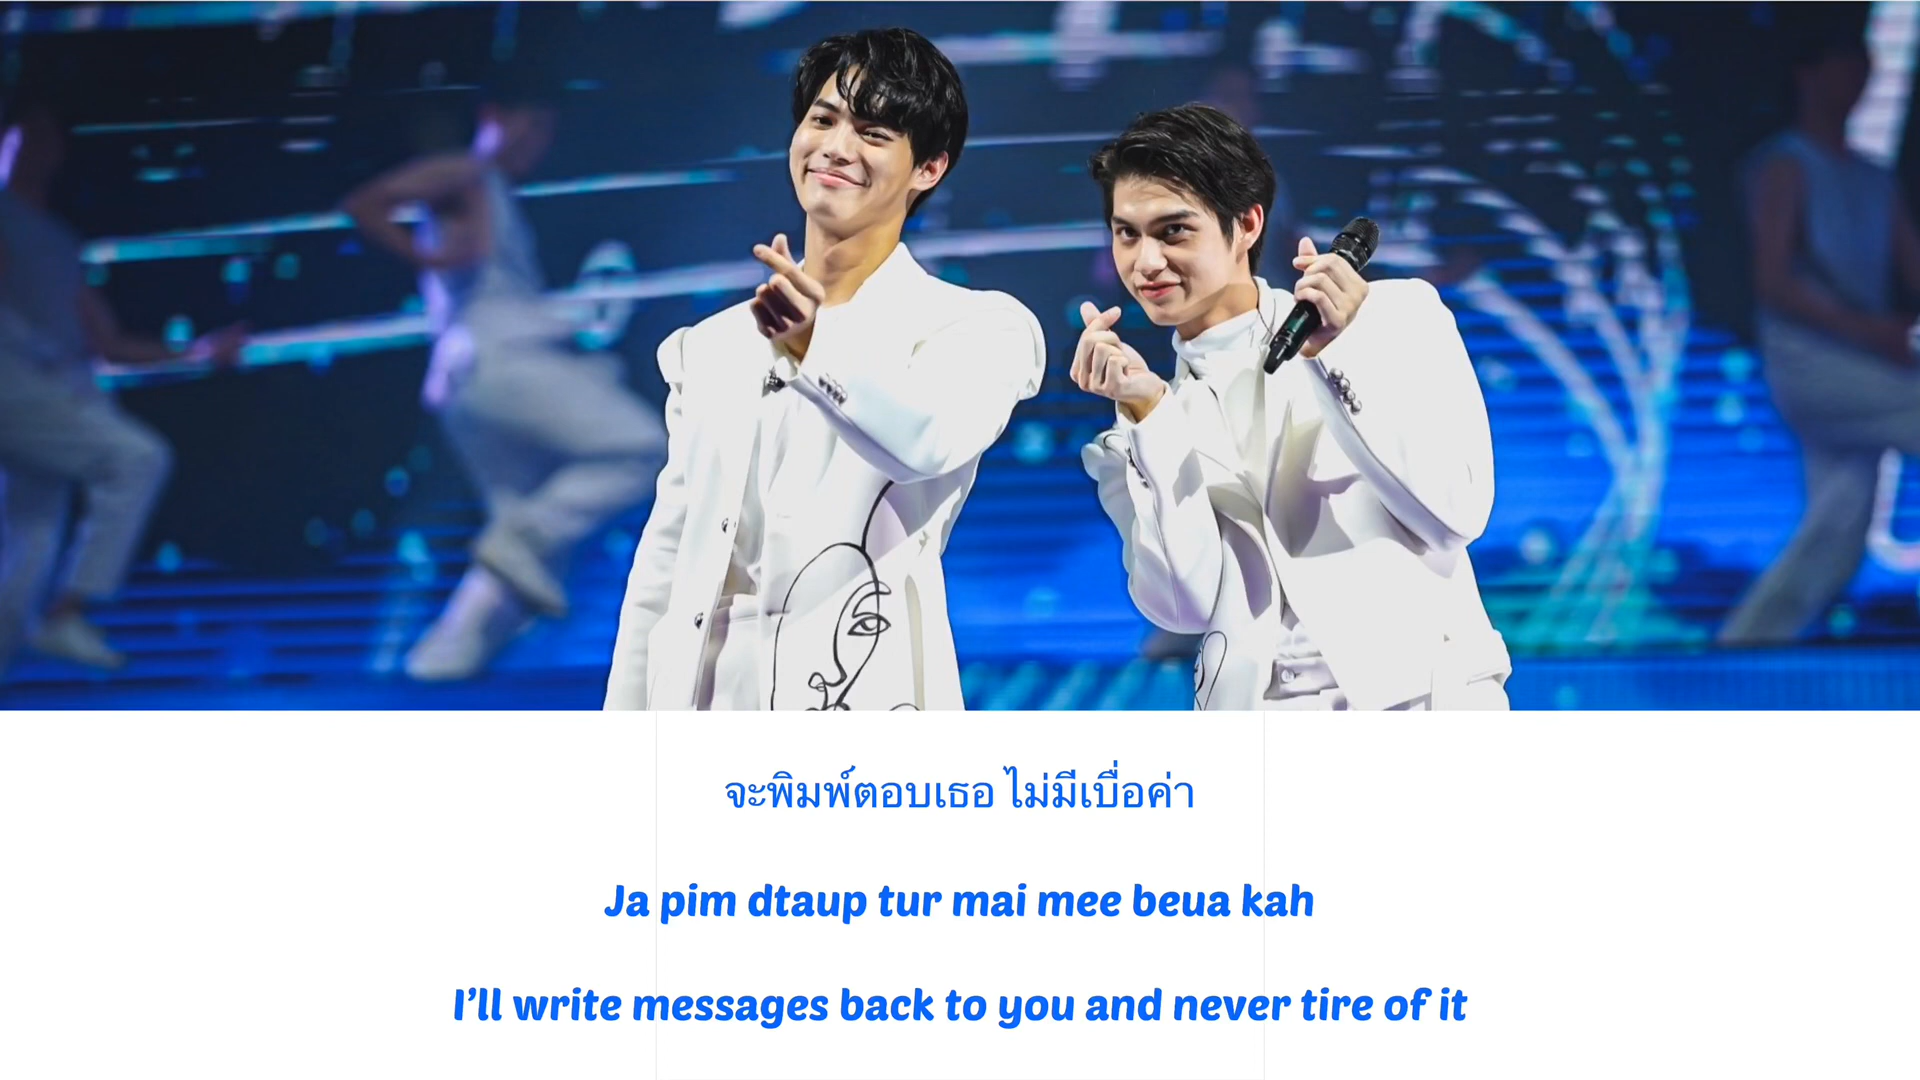 จะพิมพ์ตอบเธอ ไม่มีเบื่อค่า
Ja pim dtaup tur mai mee beua kah
I’ll write messages back to you and never tire of it